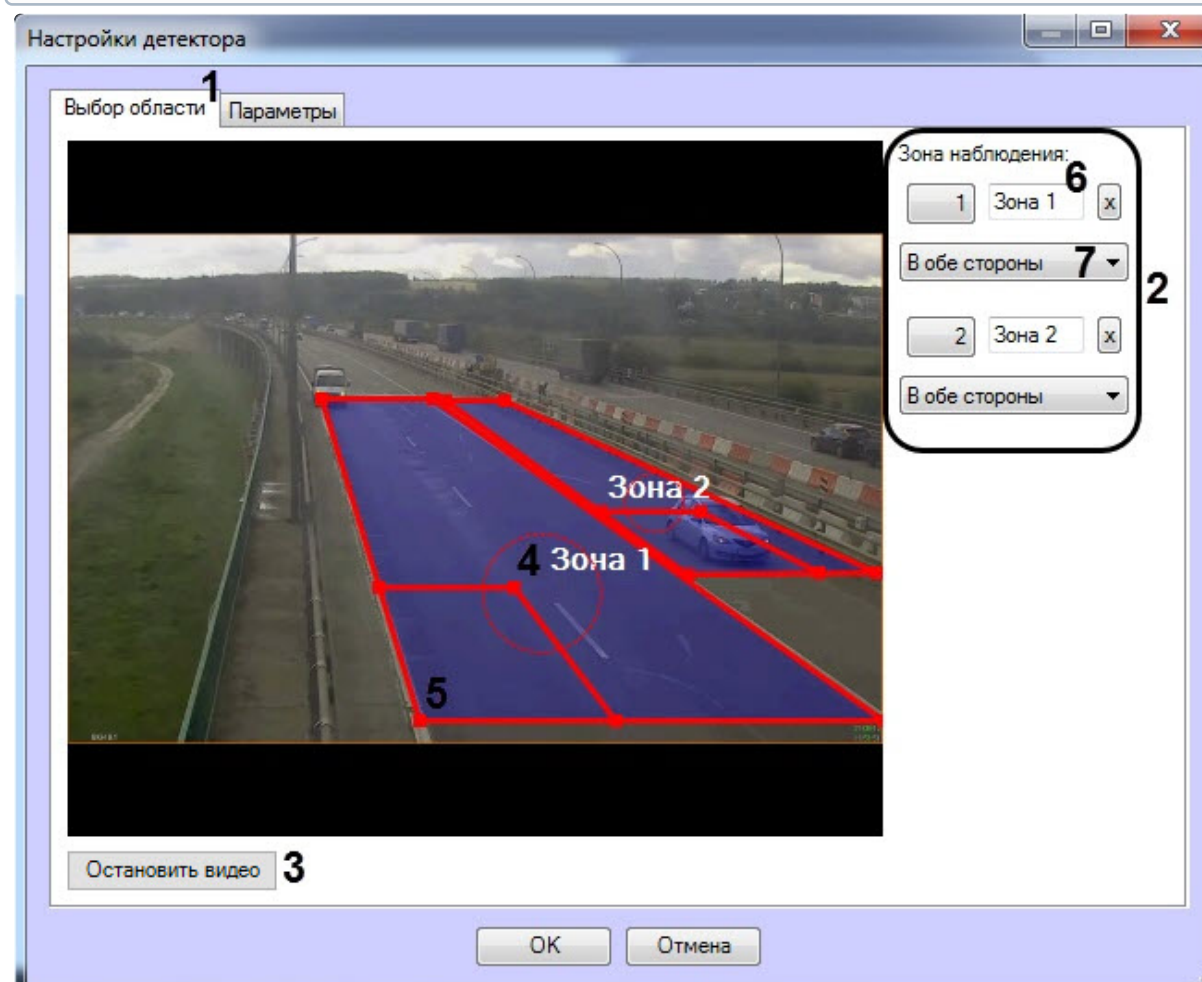 Настройки детектора
1
Выбор области
Параметры
Зона наблюдения:
6
1 Зона 1 x
В обе стороны 7
2
2 Зона 2 x
В обе стороны
Зона 2
4 Зона 1
5
Остановить видео 3
OK Отмена